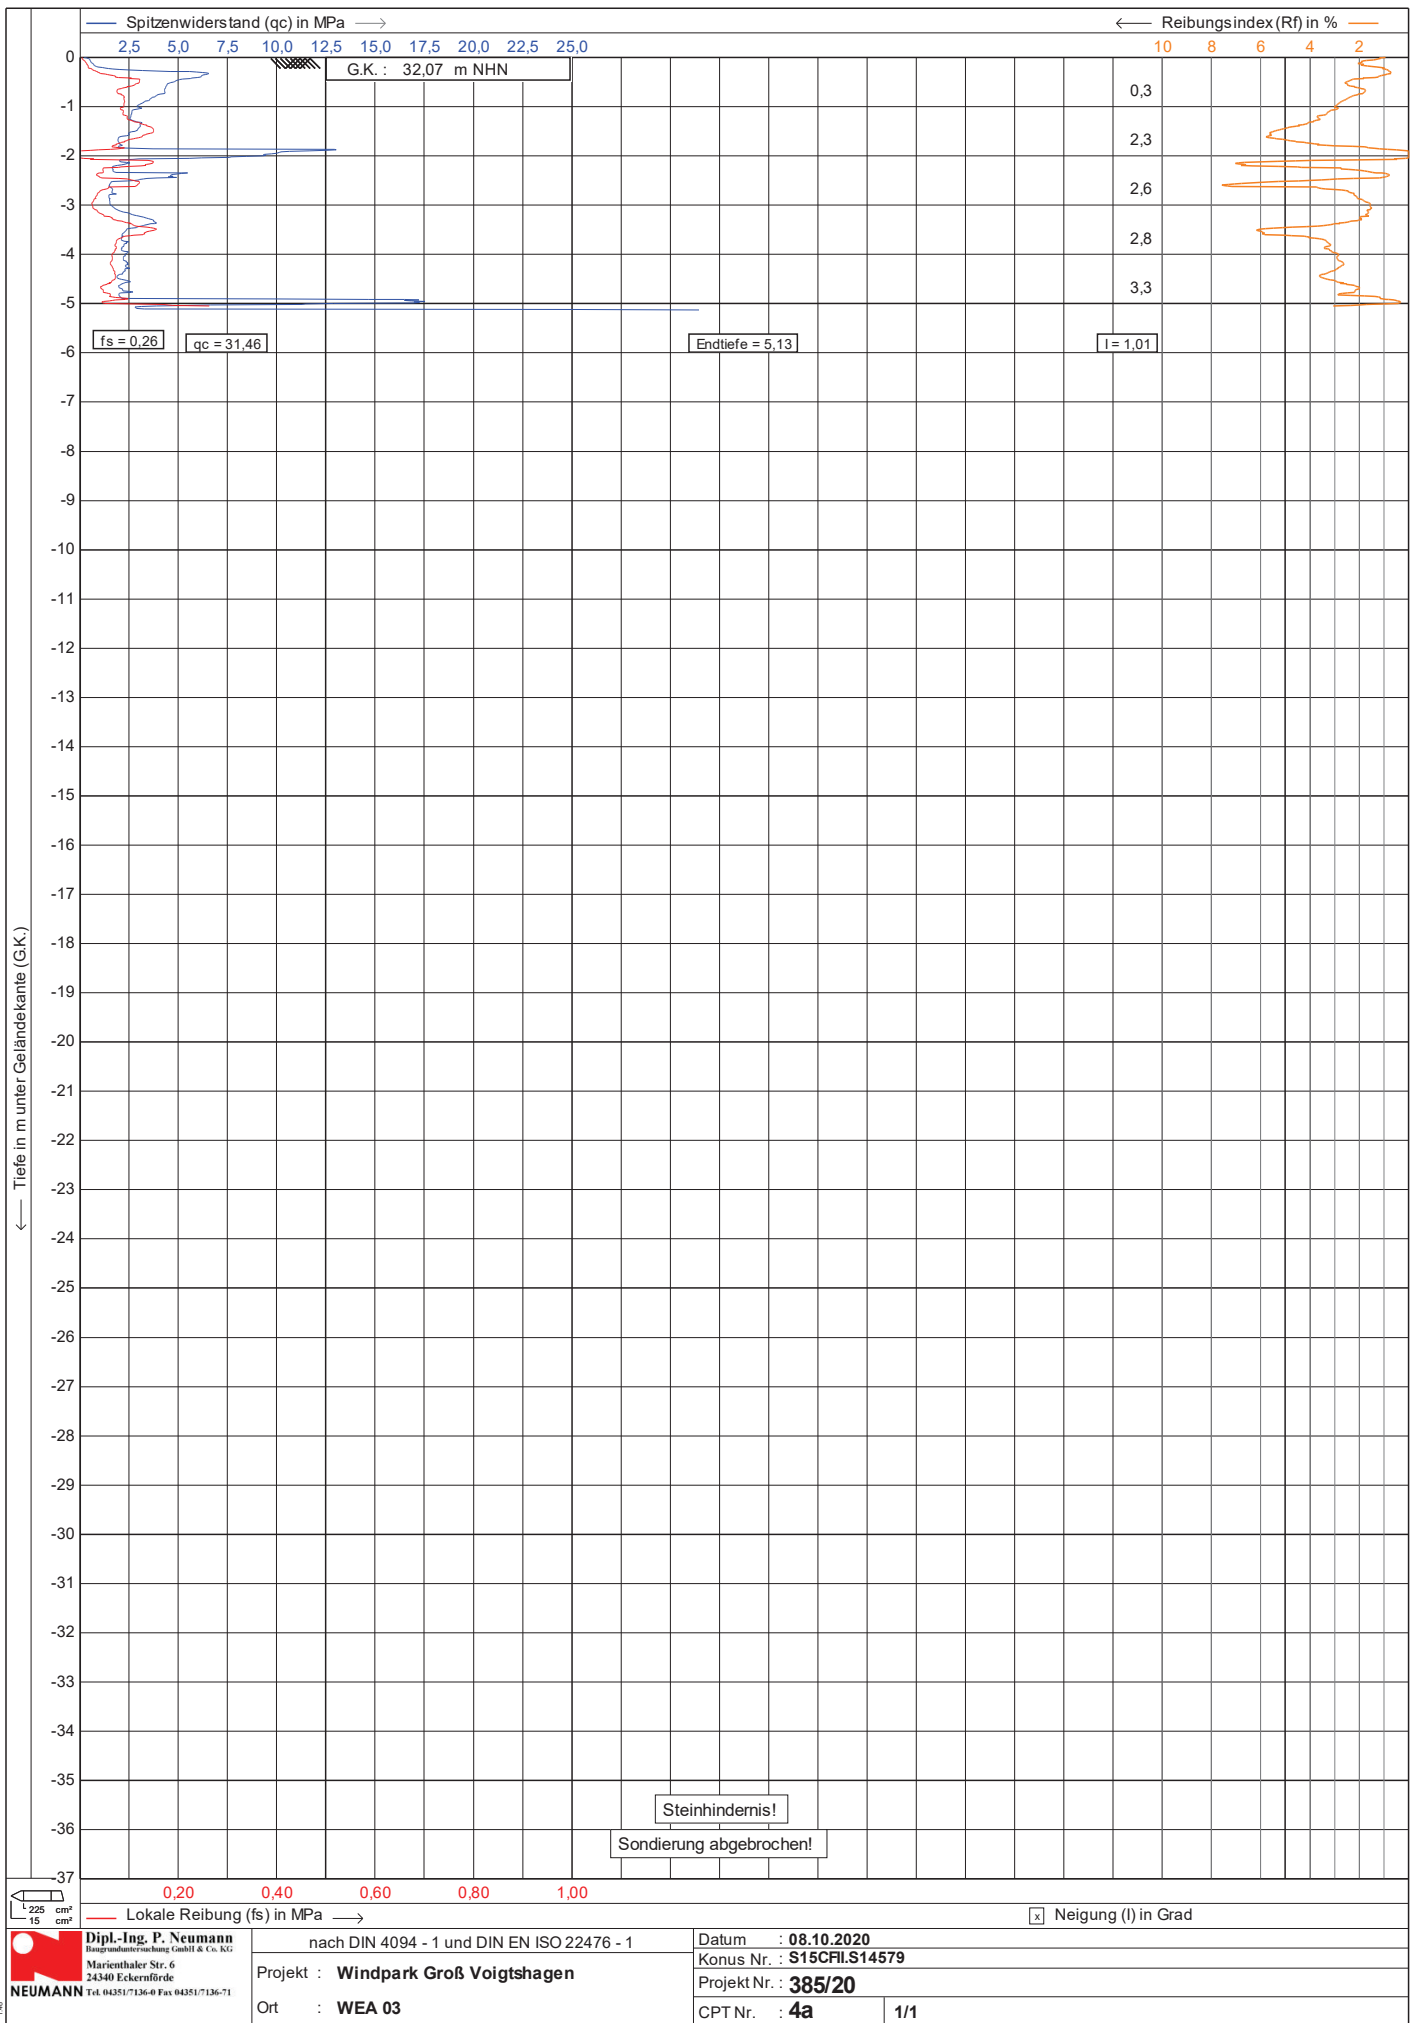 Spitzenwiderstand (qc) in MPa
Reibungsindex (Rf) in %
2,5 5,0 7,5 10,0 12,5 15,0 17,5 20,0 22,5 25,0
10 8 6 4 2
G.K. : 32,07 m NHN
0
0,3
-1
2,3
-2
2,6
-3
2,8
-4
3,3
-5
fs = 0,26
qc = 31,46
Endtiefe = 5,13
I = 1,01
-6
-7
-8
-9
-10
-11
-12
-13
-14
-15
-16
-17
-18
-19
-20
-21
-22
-23
-24
-25
-26
-27
-28
-29
-30
-31
-32
-33
-34
-35
Steinhindernis!
-36
Sondierung abgebrochen!
-37
Tiefe in m unter Geländekante (G.K.)
0,20 0,40 0,60 0,80 1,00
225 cm²
15 cm²
Lokale Reibung (fs) in MPa
x Neigung (I) in Grad
Dipl.-Ing. P. Neumann
Baugrunduntersuchung GmbH & Co. KG
Marienthaler Str. 6
24340 Eckernförde
NEUMANN Tel. 04351/7136-0 Fax 04351/7136-71
nach DIN 4094 - 1 und DIN EN ISO 22476 - 1
Projekt : Windpark Groß Voigtshagen
Ort : WEA 03
Datum : 08.10.2020
Konus Nr. : S15CFII.S14579
Projekt Nr. : 385/20
CPT Nr. : 4a 1/1